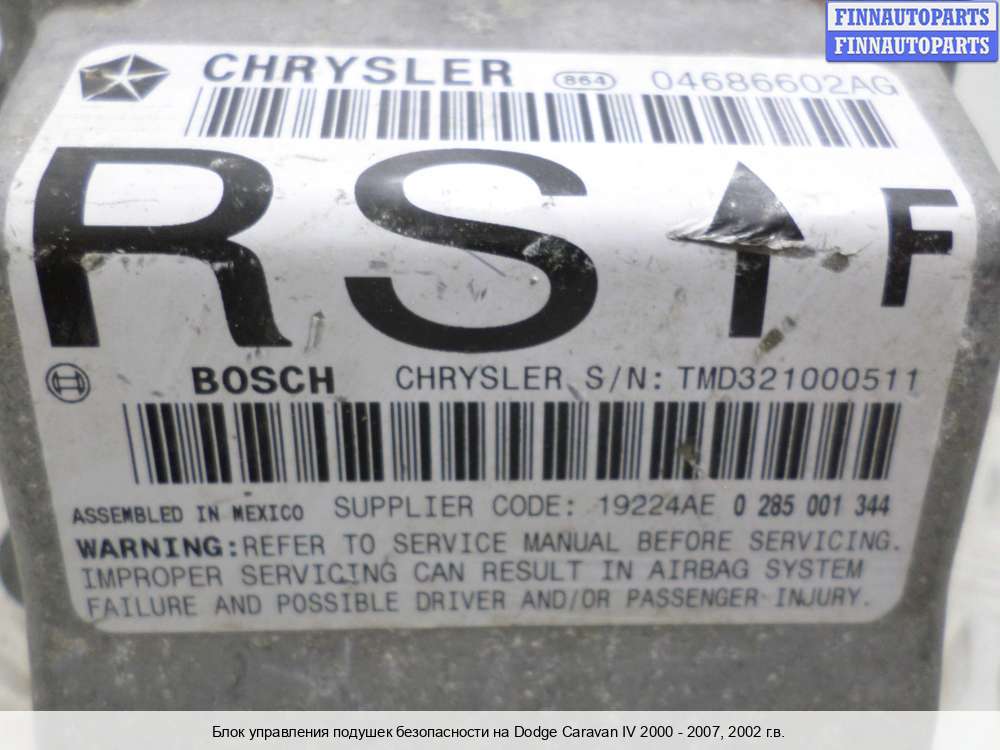 FINNAUTOPARTS
FINNAUTOPARTS
CHRYSLER 864 04686602AG
RS F
BOSCH CHRYSLER S/N: TMD321000511
ASSEMBLED IN MEXICO SUPPLIER CODE: 19224AE 0 285 001 344
WARNING:REFER TO SERVICE MANUAL BEFORE SERVICING.
IMPROPER SERVICING CAN RESULT IN AIRBAG SYSTEM
FAILURE AND POSSIBLE DRIVER AND/OR PASSENGER INJURY.
Блок управления подушек безопасности на Dodge Caravan IV 2000 - 2007, 2002 г.в.